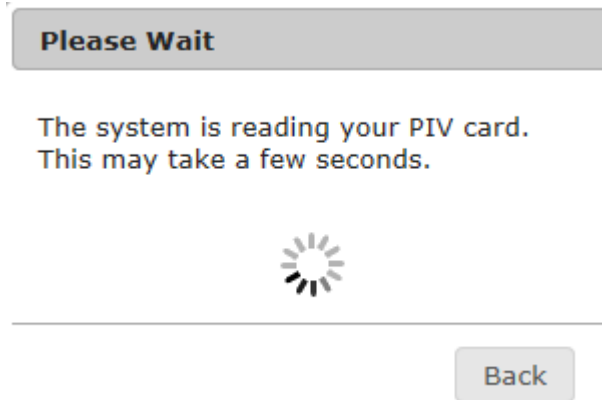 Please Wait
The system is reading your PIV card.
This may take a few seconds.
Back